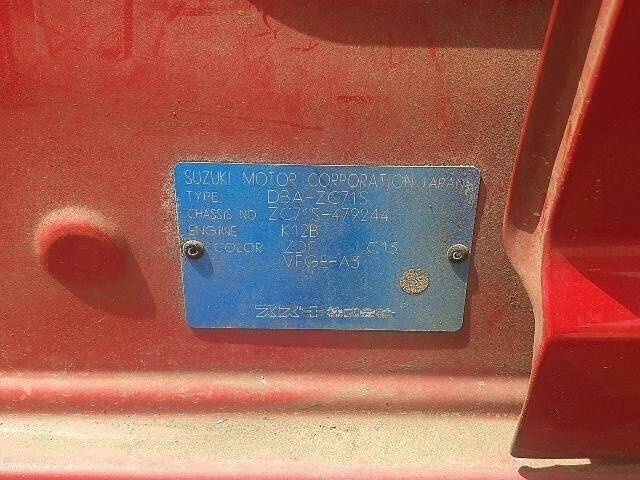 SUZUKI MOTOR CORPORATION JAPAN
TYPE DBA-ZC71S
CHASSIS NO. ZC71S-479244
ENGINE K12B
COLOR C13
VFGE-A3
スズキ株式会社